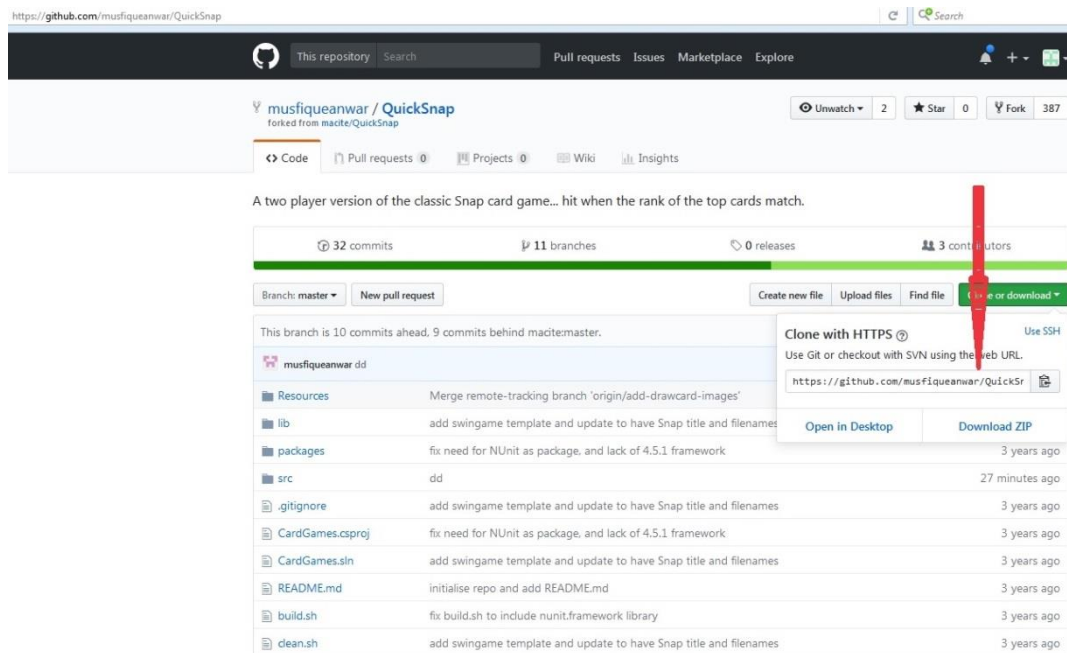 https://github.com/musfiqueanwar/QuickSnap
Search
This repository Search Pull requests Issues Marketplace Explore
musfiqueanwar / QuickSnap
Unwatch 2 Star 0 Fork 387
forked from macite/QuickSnap
Code Pull requests 0 Projects 0 Wiki Insights
A two player version of the classic Snap card game... hit when the rank of the top cards match.
32 commits 11 branches 0 releases 3 contributors
Branch: master New pull request Create new file Upload files Find file Clone or download
This branch is 10 commits ahead, 9 commits behind macite:master.
Clone with HTTPS Use SSH
Use Git or checkout with SVN using the web URL.
musfiqueanwar dd
https://github.com/musfiqueanwar/QuickSr
Resources Merge remote-tracking branch 'origin/add-drawcard-images'
lib add swingame template and update to have Snap title and filenames
Open in Desktop Download ZIP
packages fix need for NUnit as package, and lack of 4.5.1 framework 3 years ago
src dd 27 minutes ago
.gitignore add swingame template and update to have Snap title and filenames 3 years ago
CardGames.csproj fix need for NUnit as package, and lack of 4.5.1 framework 3 years ago
CardGames.sln add swingame template and update to have Snap title and filenames 3 years ago
README.md initialise repo and add README.md 3 years ago
build.sh fix build.sh to include nunit.framework library 3 years ago
clean.sh add swingame template and update to have Snap title and filenames 3 years ago